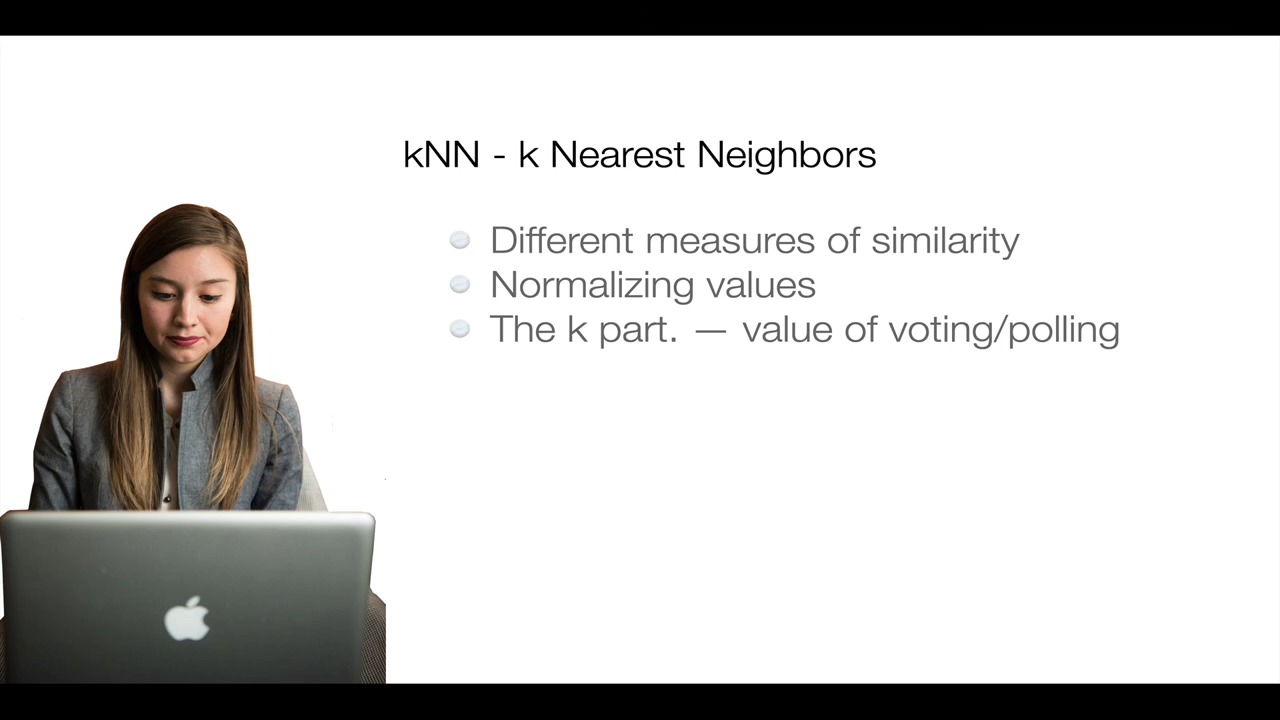 kNN - k Nearest Neighbors
Different measures of similarity
Normalizing values
The k part. — value of voting/polling